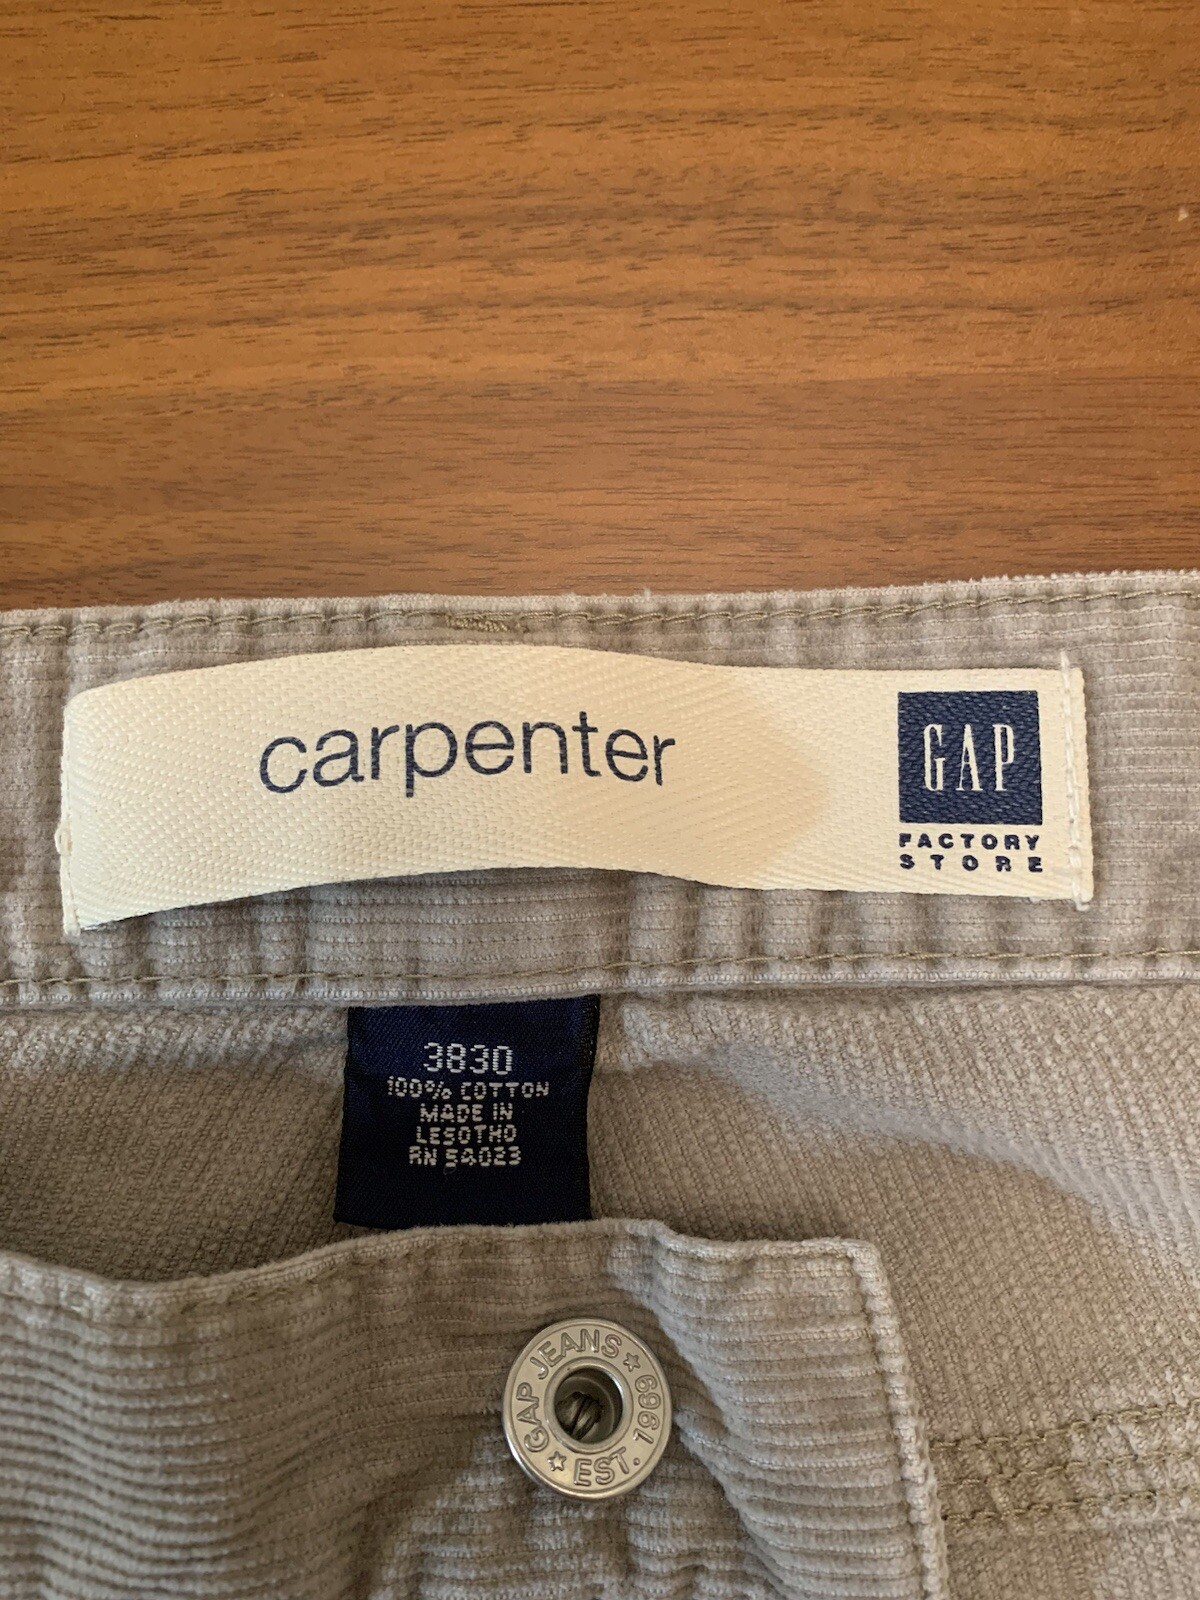 carpenter
GAP
FACTORY
STORE
3830
100% COTTON
MADE IN
LESOTHO
RN 54023
GAP JEANS
EST. 1969